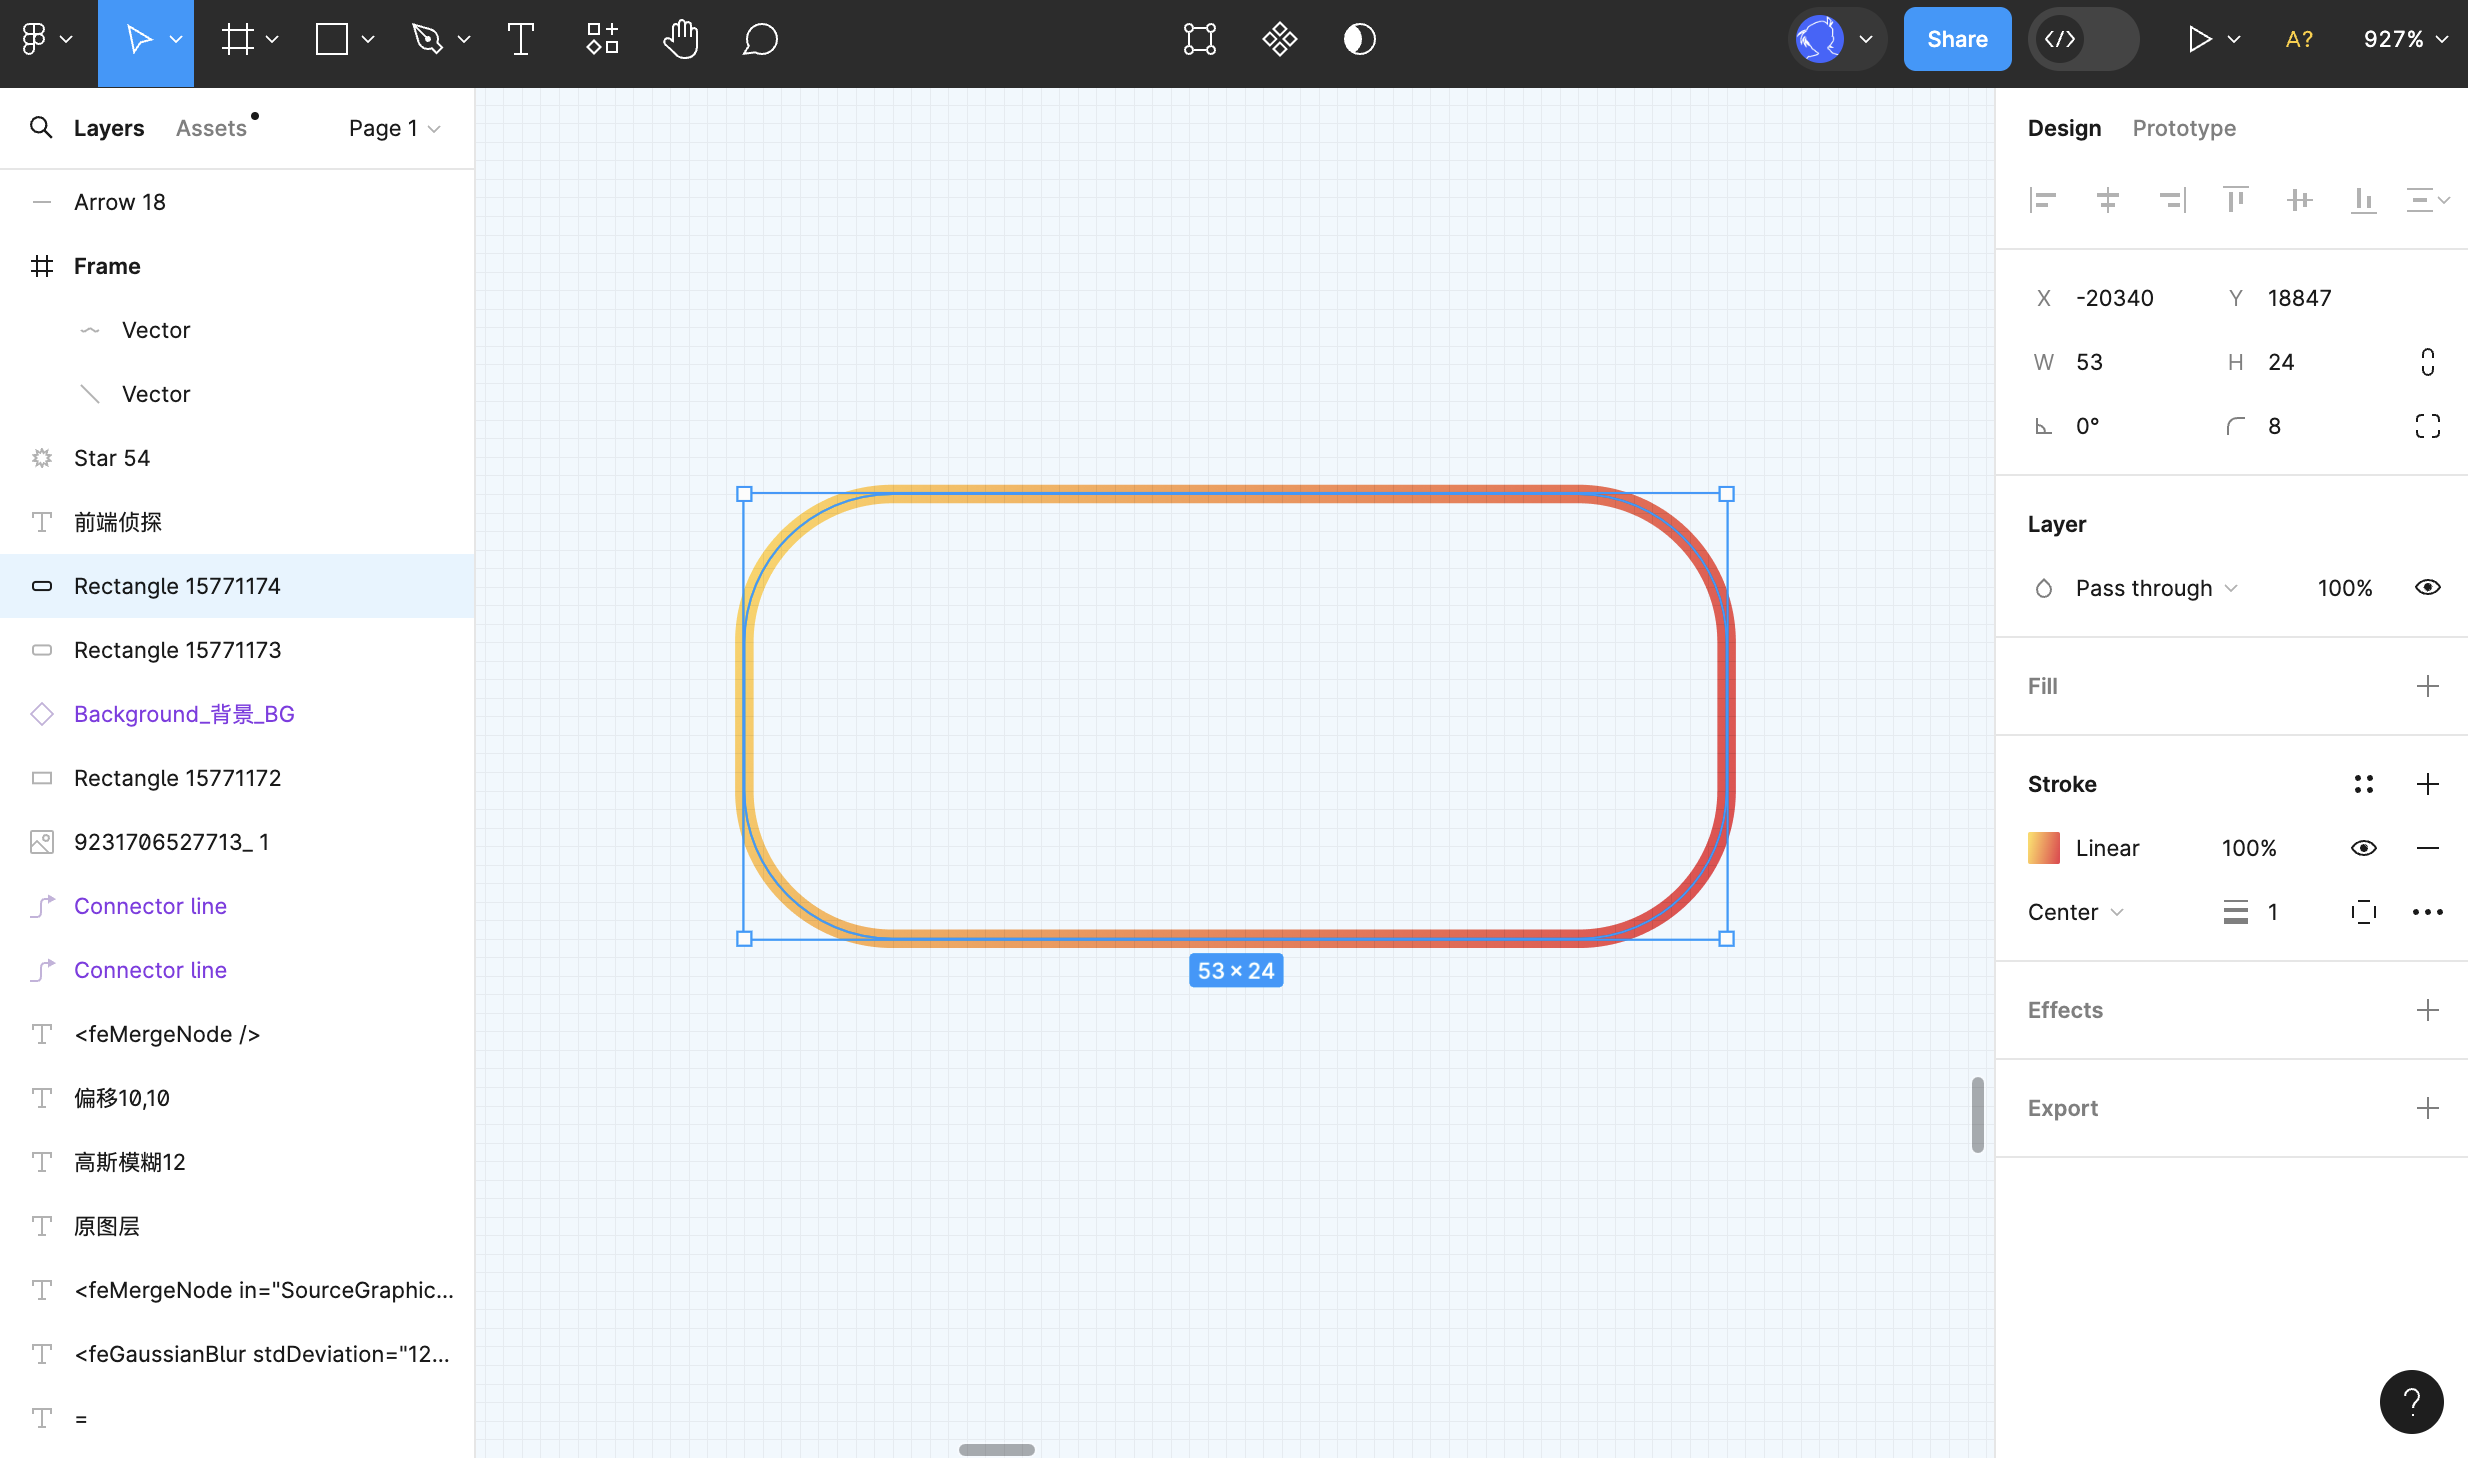 Share
A?
927%
Layers
Assets
Page 1
Arrow 18
Frame
Vector
Vector
Star 54
前端侦探
Rectangle 15771174
Rectangle 15771173
Background_背景_BG
Rectangle 15771172
9231706527713_ 1
Connector line
Connector line
<feMergeNode />
偏移10,10
高斯模糊12
原图层
<feMergeNode in="SourceGraphic...
<feGaussianBlur stdDeviation="12...
=
53 × 24
Design
Prototype
X -20340
Y 18847
W 53
H 24
0°
8
Layer
Pass through
100%
Fill
Stroke
Linear
100%
Center
1
Effects
Export
?